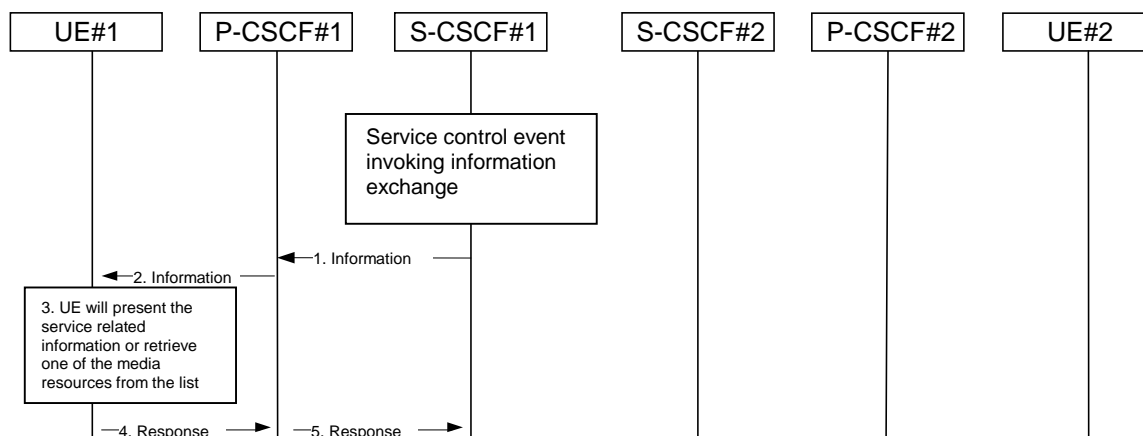 UE#1
P-CSCF#1
S-CSCF#1
S-CSCF#2
P-CSCF#2
UE#2
Service control event
invoking information
exchange
1. Information
2. Information
3. UE will present the
service related
information or retrieve
one of the media
resources from the list
4. Response
5. Response